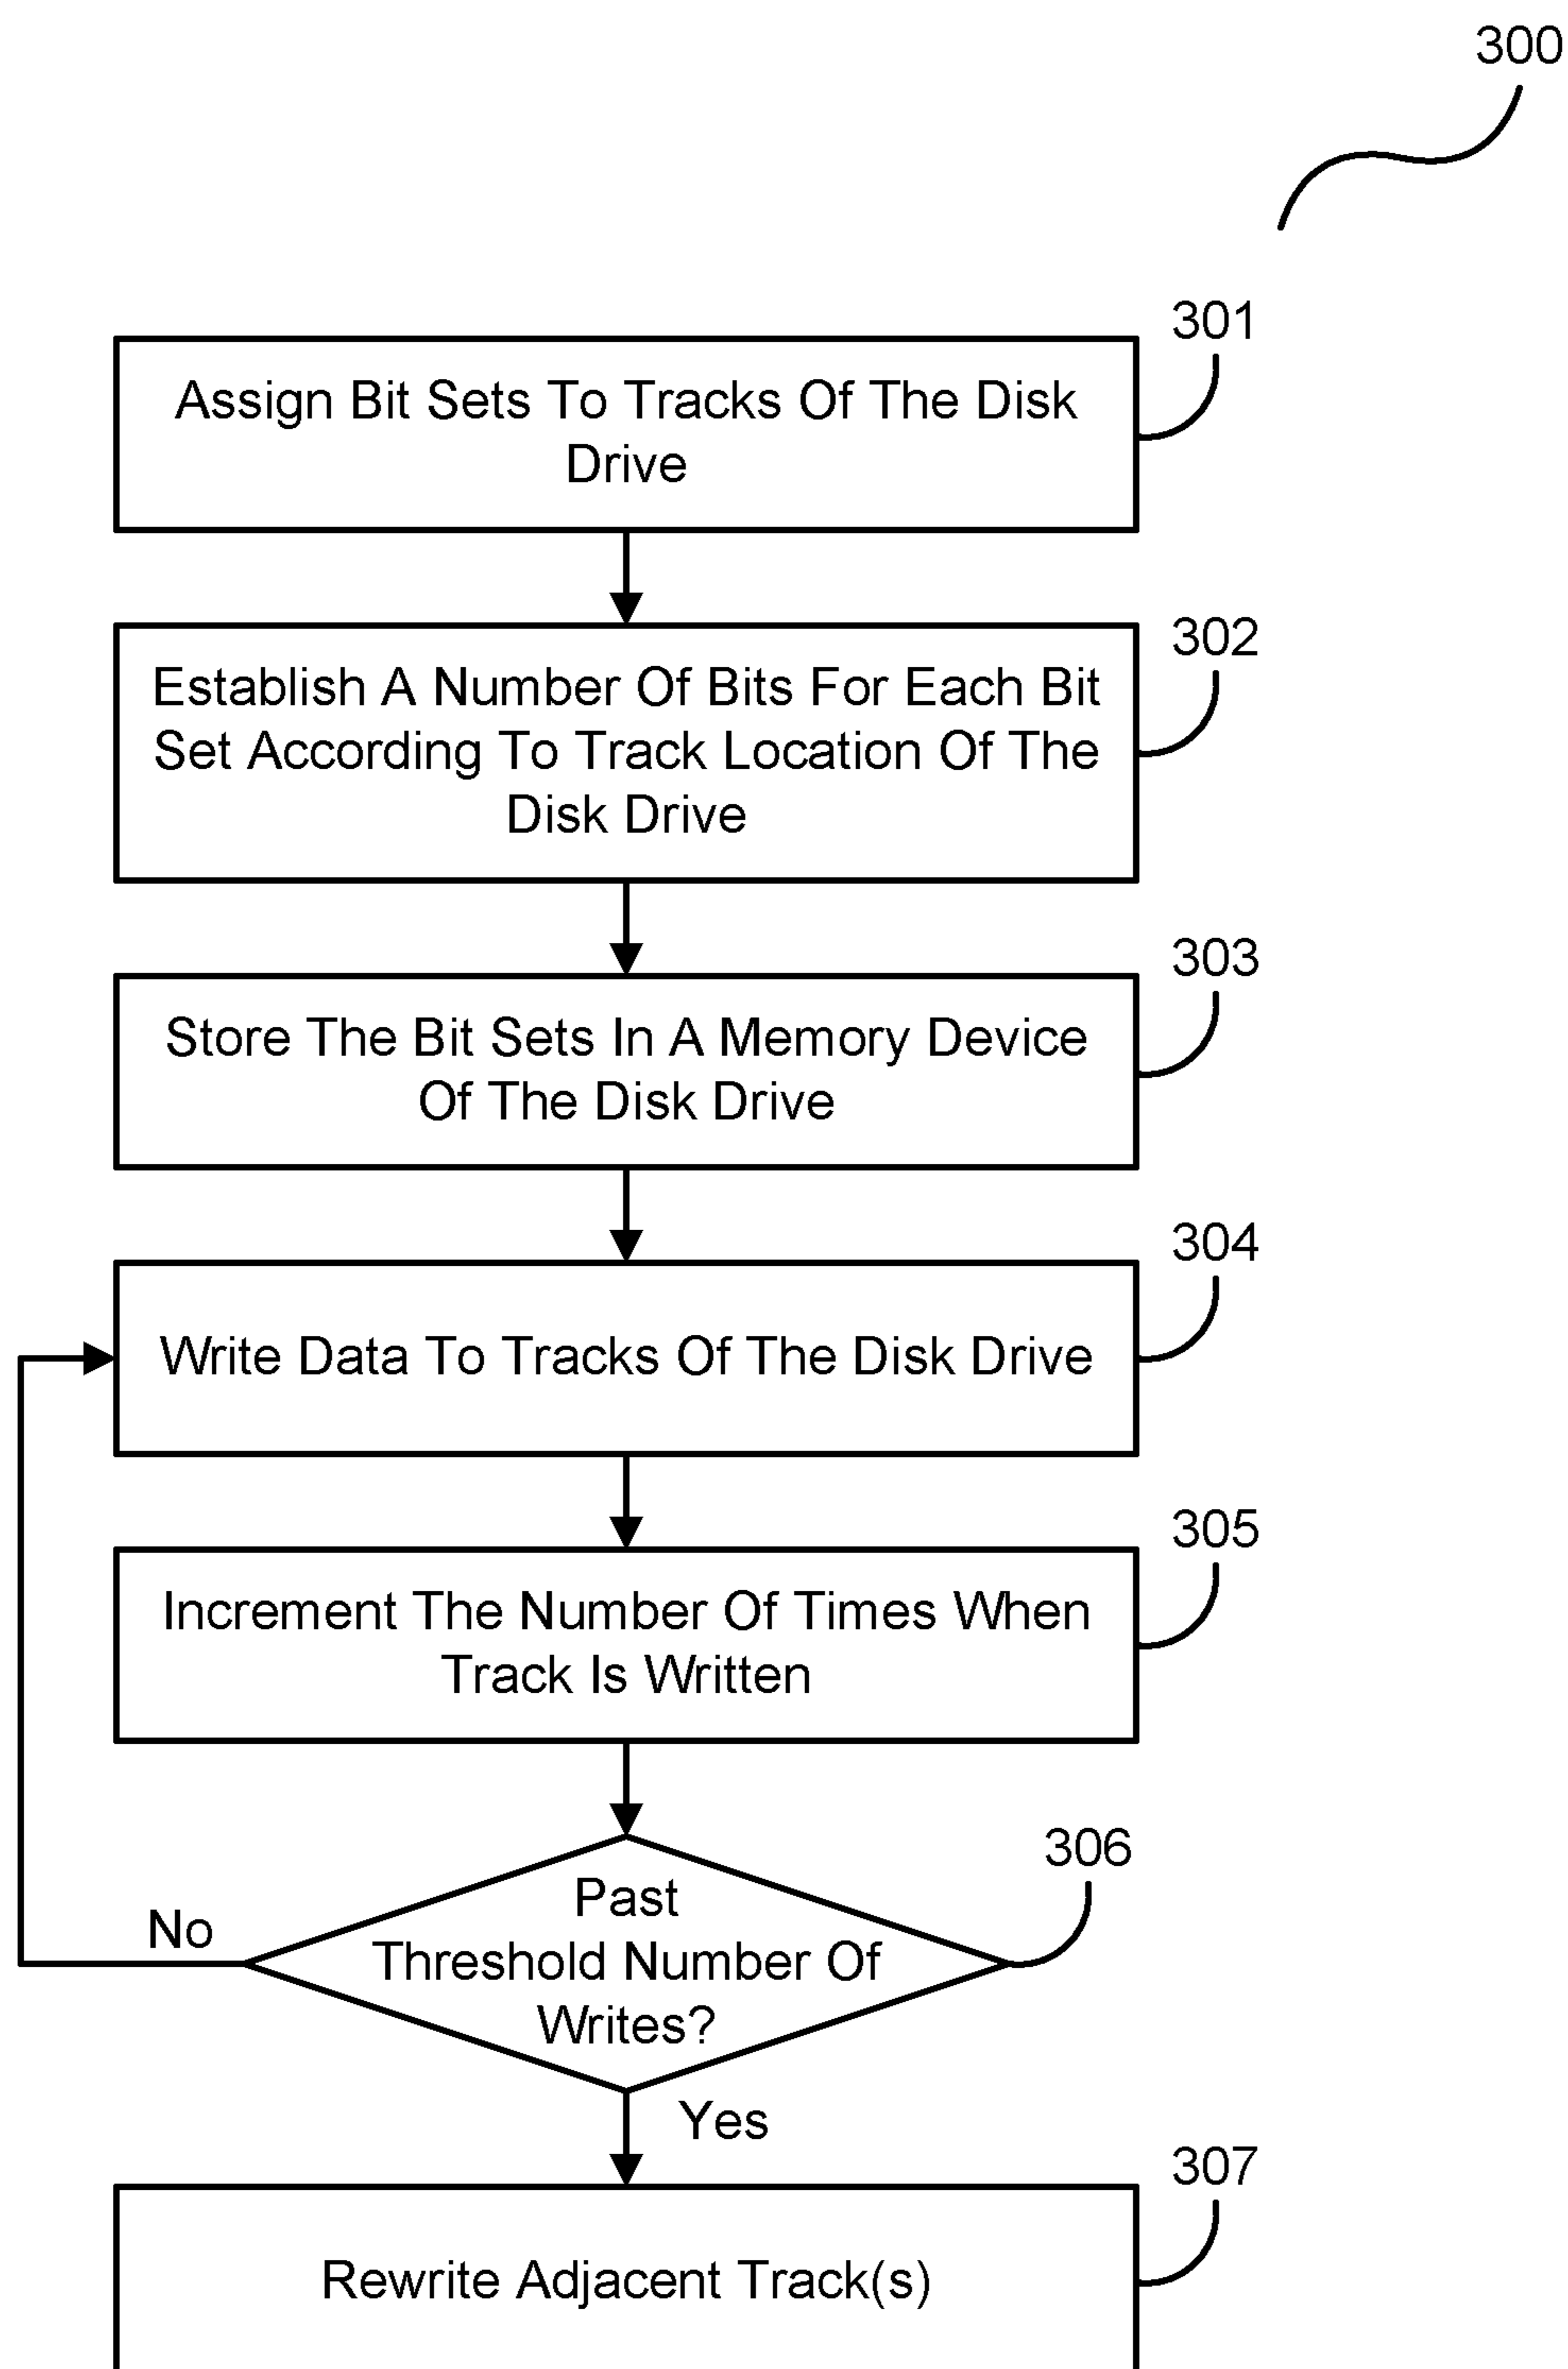 300
301
Assign Bit Sets To Tracks Of The Disk
Drive
302
Establish A Number Of Bits For Each Bit
Set According To Track Location Of The
Disk Drive
303
Store The Bit Sets In A Memory Device
Of The Disk Drive
304
Write Data To Tracks Of The Disk Drive
305
Increment The Number Of Times When
Track Is Written
306
Past
Threshold Number Of
Writes?
No
Yes
307
Rewrite Adjacent Track(s)